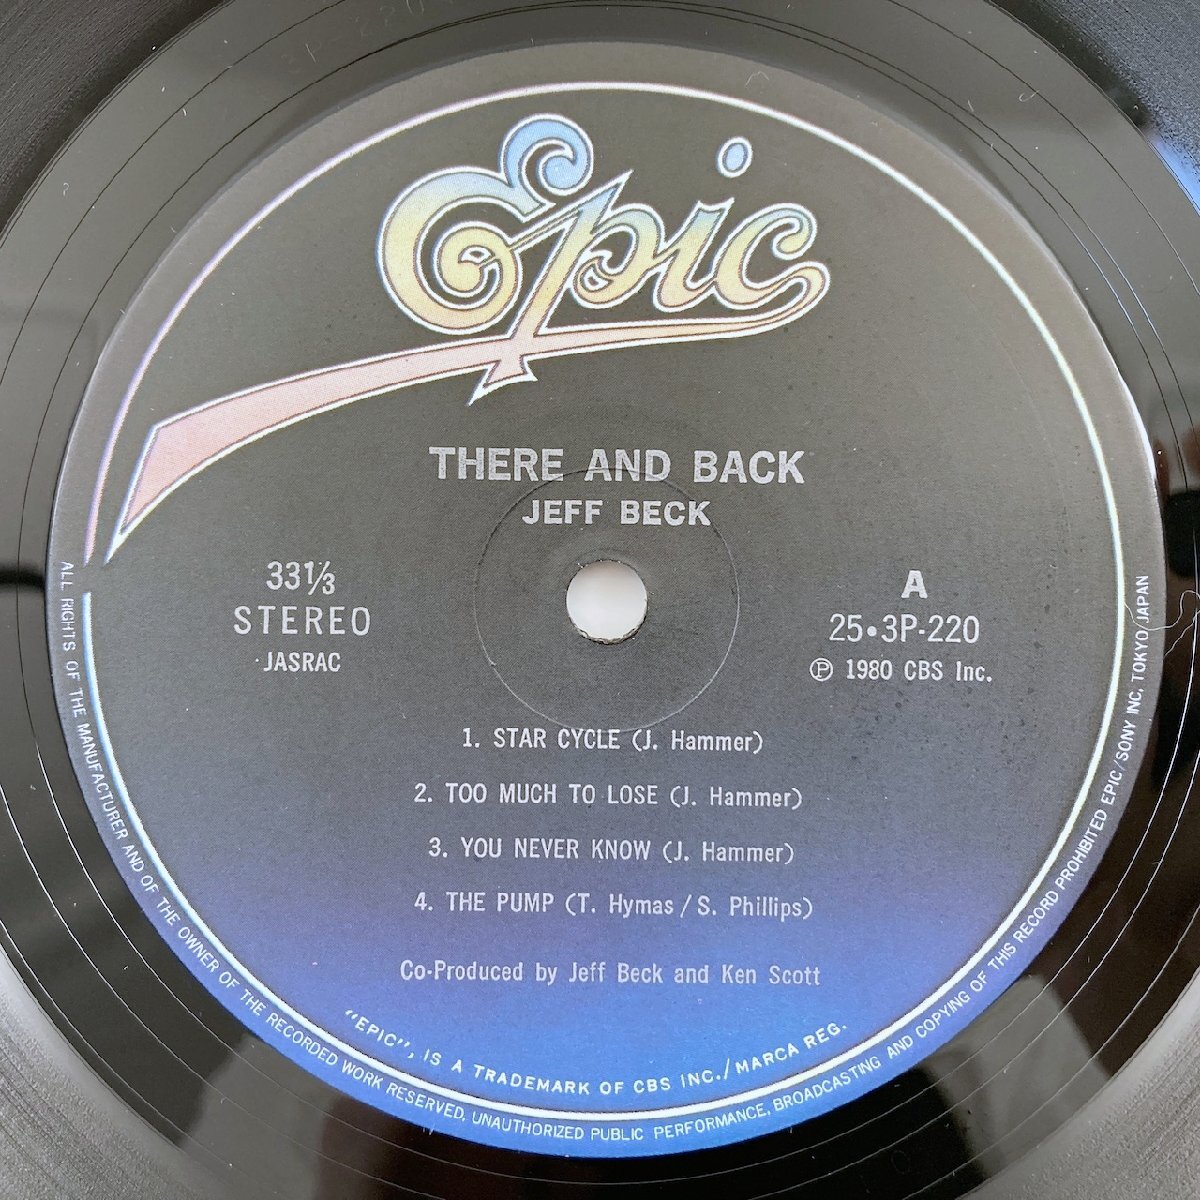 Epic
THERE AND BACK
JEFF BECK
33⅓
STEREO
JASRAC
A
25•3P-220
℗ 1980 CBS Inc.
1. STAR CYCLE (J. Hammer)
2. TOO MUCH TO LOSE (J. Hammer)
3. YOU NEVER KNOW (J. Hammer)
4. THE PUMP (T. Hymas / S. Phillips)
Co-Produced by Jeff Beck and Ken Scott
"EPIC", IS A TRADEMARK OF CBS INC./MARCA REG.
ALL RIGHTS OF THE MANUFACTURER AND OF THE OWNER OF THE RECORDED WORK RESERVED. UNAUTHORIZED PUBLIC PERFORMANCE, BROADCASTING AND COPYING OF THIS RECORD PROHIBITED EPIC/SONY INC, TOKYO/JAPAN